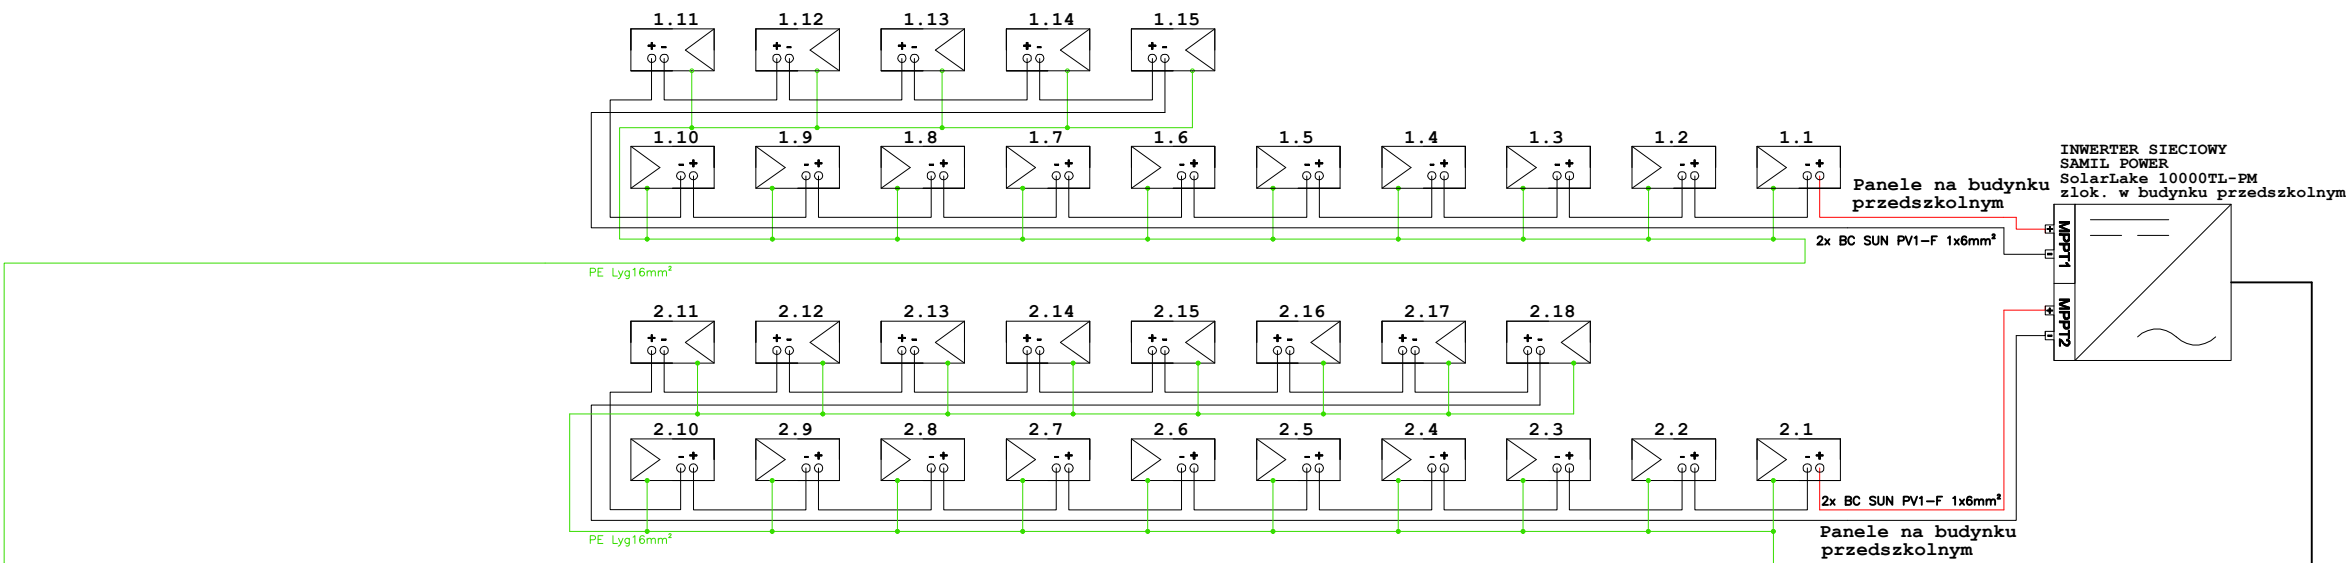 1.11 1.12 1.13 1.14 1.15
+ - + - + - + - + -
1.10 1.9 1.8 1.7 1.6 1.5 1.4 1.3 1.2 1.1
- + - + - + - + - + - + - + - + - + - +
INWERTER SIECIOWY
SAMIL POWER
SolarLake 10000TL-PM
zlok. w budynku przedszkolnym
Panele na budynku
przedszkolnym
2x BC SUN PV1-F 1x6mm²
+
-
MPPT1
PE Lyg16mm²
2.11 2.12 2.13 2.14 2.15 2.16 2.17 2.18
+ - + - + - + - + - + - + - + -
+
-
MPPT2
2.10 2.9 2.8 2.7 2.6 2.5 2.4 2.3 2.2 2.1
- + - + - + - + - + - + - + - + - + - +
2x BC SUN PV1-F 1x6mm²
PE Lyg16mm²
Panele na budynku
przedszkolnym